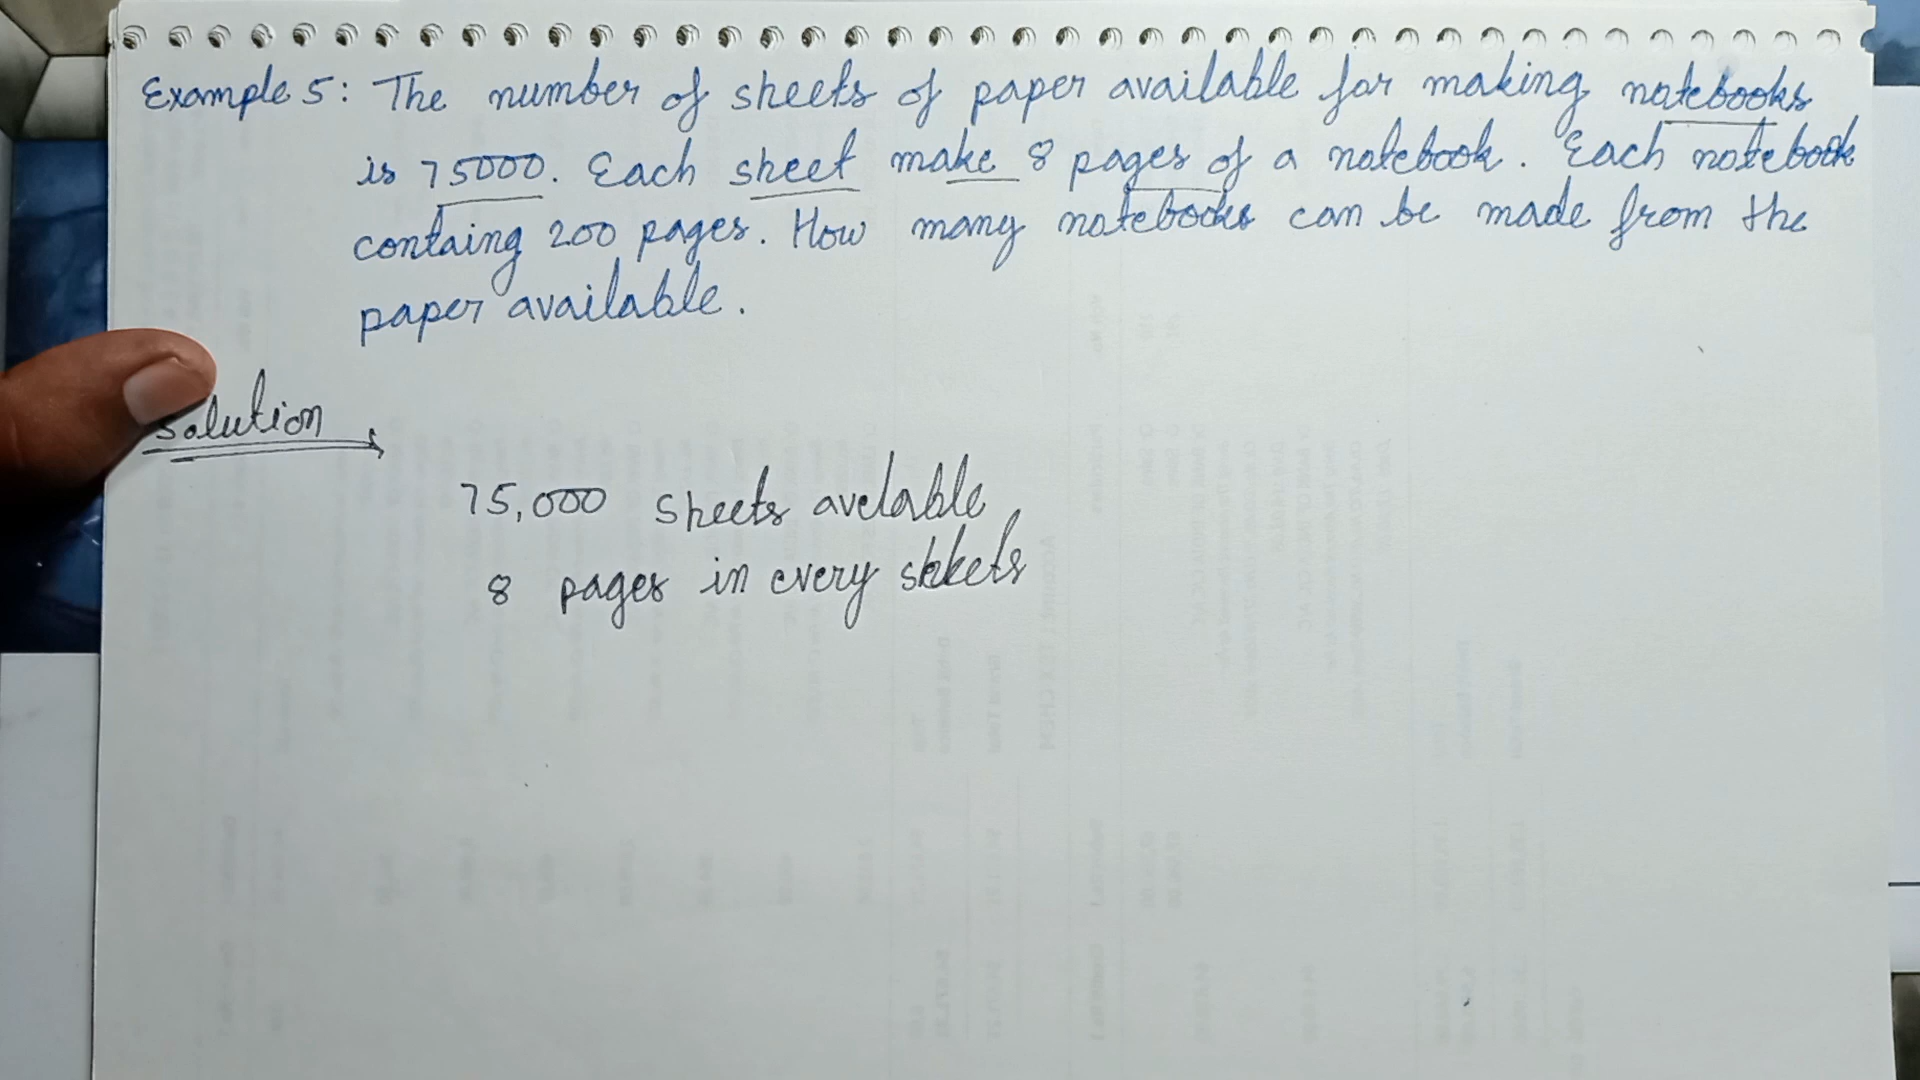 Example 5: The number of sheets of paper available for making notebooks
is 75000. Each sheet make 8 pages of a notebook. Each notebook
containg 200 pages. How many notebooks can be made from the
paper available.
Solution
75,000 Sheets avelable
8 pages in every sheets